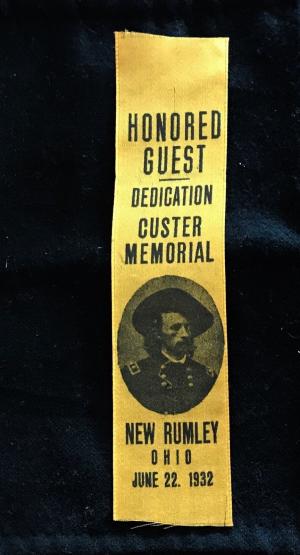 HONORED
GUEST
DEDICATION
CUSTER
MEMORIAL
NEW RUMLEY
OHIO
JUNE 22. 1932